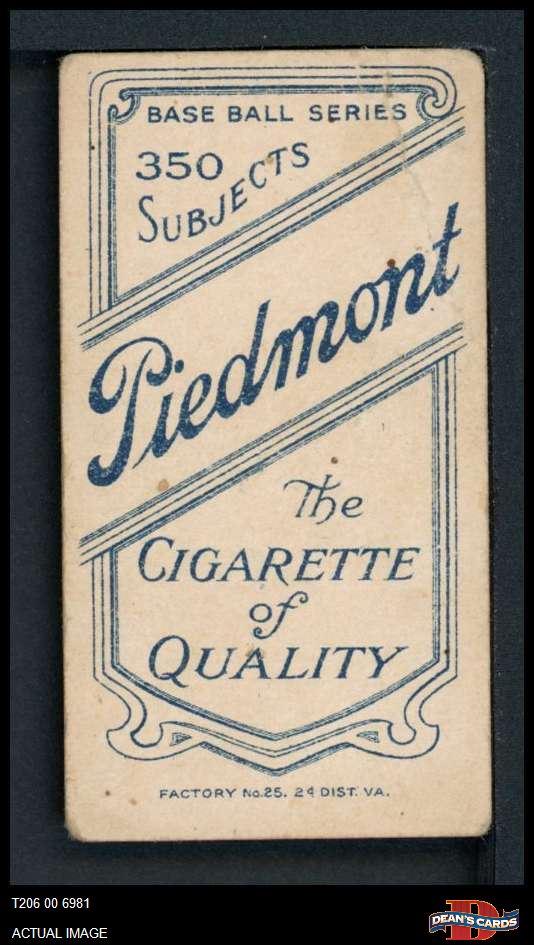 BASE BALL SERIES
350
SUBJECTS
Piedmont
The
CIGARETTE
of
QUALITY
FACTORY No.25. 2d DIST. VA.
T206 00 6981
ACTUAL IMAGE
D
DEAN'S CARDS